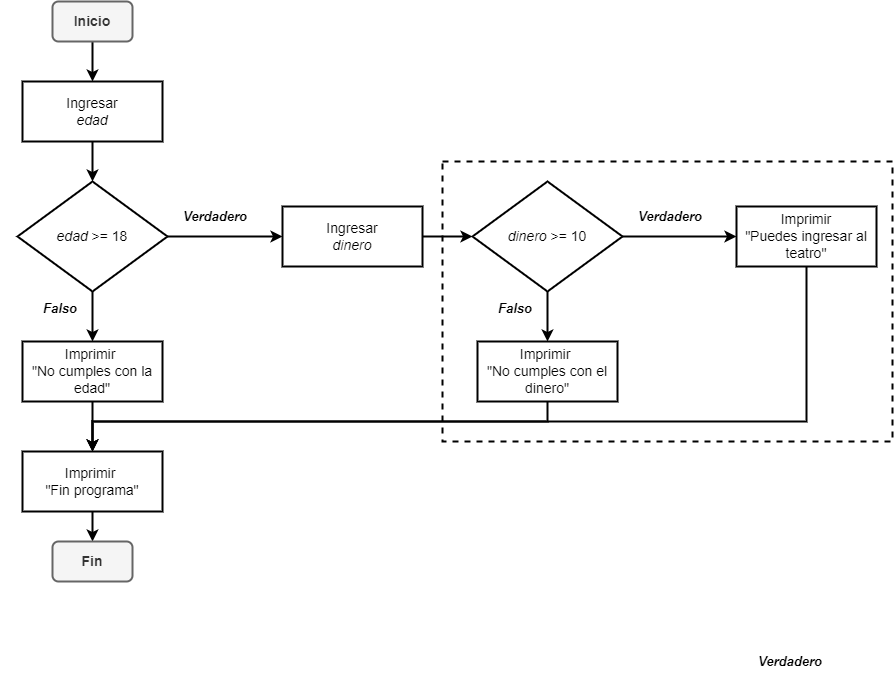 Inicio
Ingresar
edad
edad >= 18
Verdadero
Ingresar
dinero
dinero >= 10
Verdadero
Imprimir
"Puedes ingresar al
teatro"
Falso
Imprimir
"No cumples con la
edad"
Falso
Imprimir
"No cumples con el
dinero"
Imprimir
"Fin programa"
Fin
Verdadero